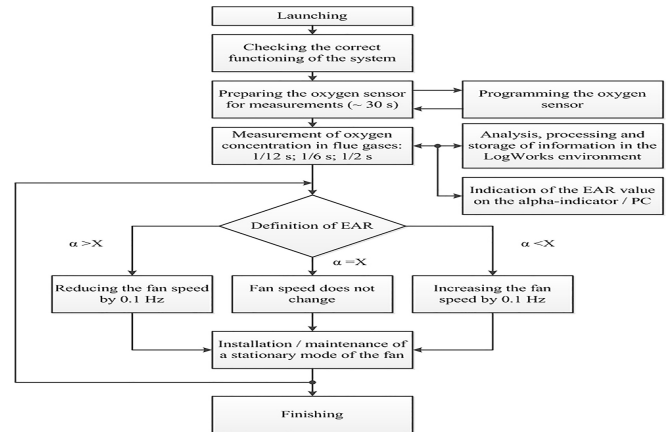 Launching
Checking the correct
functioning of the system
Preparing the oxygen sensor
for measurements (~ 30 s)
Programming the oxygen
sensor
Measurement of oxygen
concentration in flue gases:
1/12 s; 1/6 s; 1/2 s
Analysis, processing and
storage of information in the
LogWorks environment
Indication of the EAR value
on the alpha-indicator / PC
Definition of EAR
α >X
α =X
α <X
Reducing the fan speed
by 0.1 Hz
Fan speed does not
change
Increasing the fan
speed by 0.1 Hz
Installation / maintenance of
a stationary mode of the fan
Finishing